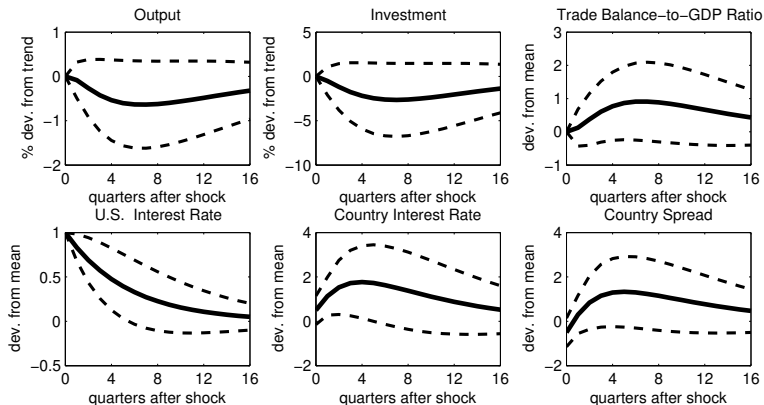 Output
1
0
−1
−2
% dev. from trend
0 4 8 12 16
quarters after shock
Investment
5
0
−5
−10
% dev. from trend
0 4 8 12 16
quarters after shock
Trade Balance−to−GDP Ratio
3
2
1
0
−1
dev. from mean
0 4 8 12 16
quarters after shock
U.S. Interest Rate
1
0.5
0
−0.5
dev. from mean
0 4 8 12 16
quarters after shock
Country Interest Rate
4
2
0
−2
dev. from mean
0 4 8 12 16
quarters after shock
Country Spread
4
2
0
−2
dev. from mean
0 4 8 12 16
quarters after shock